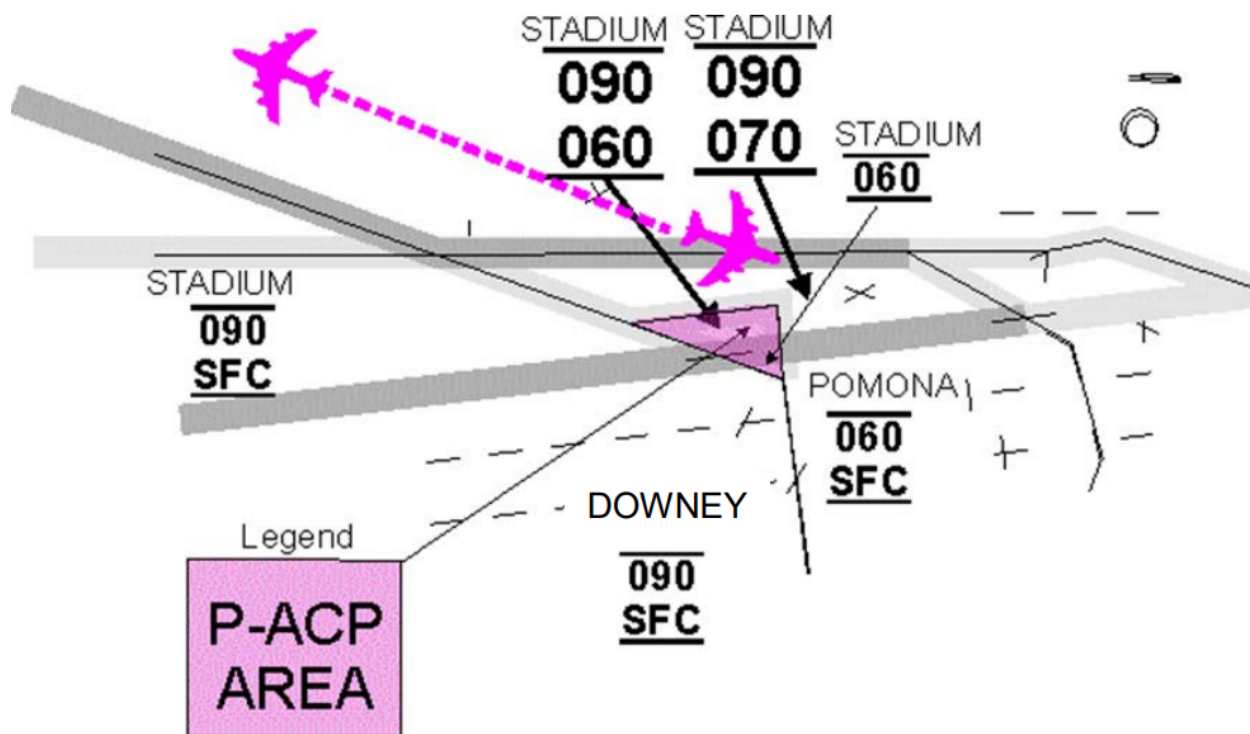 STADIUM
090
060
STADIUM
090
070
STADIUM
060
STADIUM
090
SFC
POMONA
060
SFC
DOWNEY
090
SFC
Legend
P-ACP
AREA